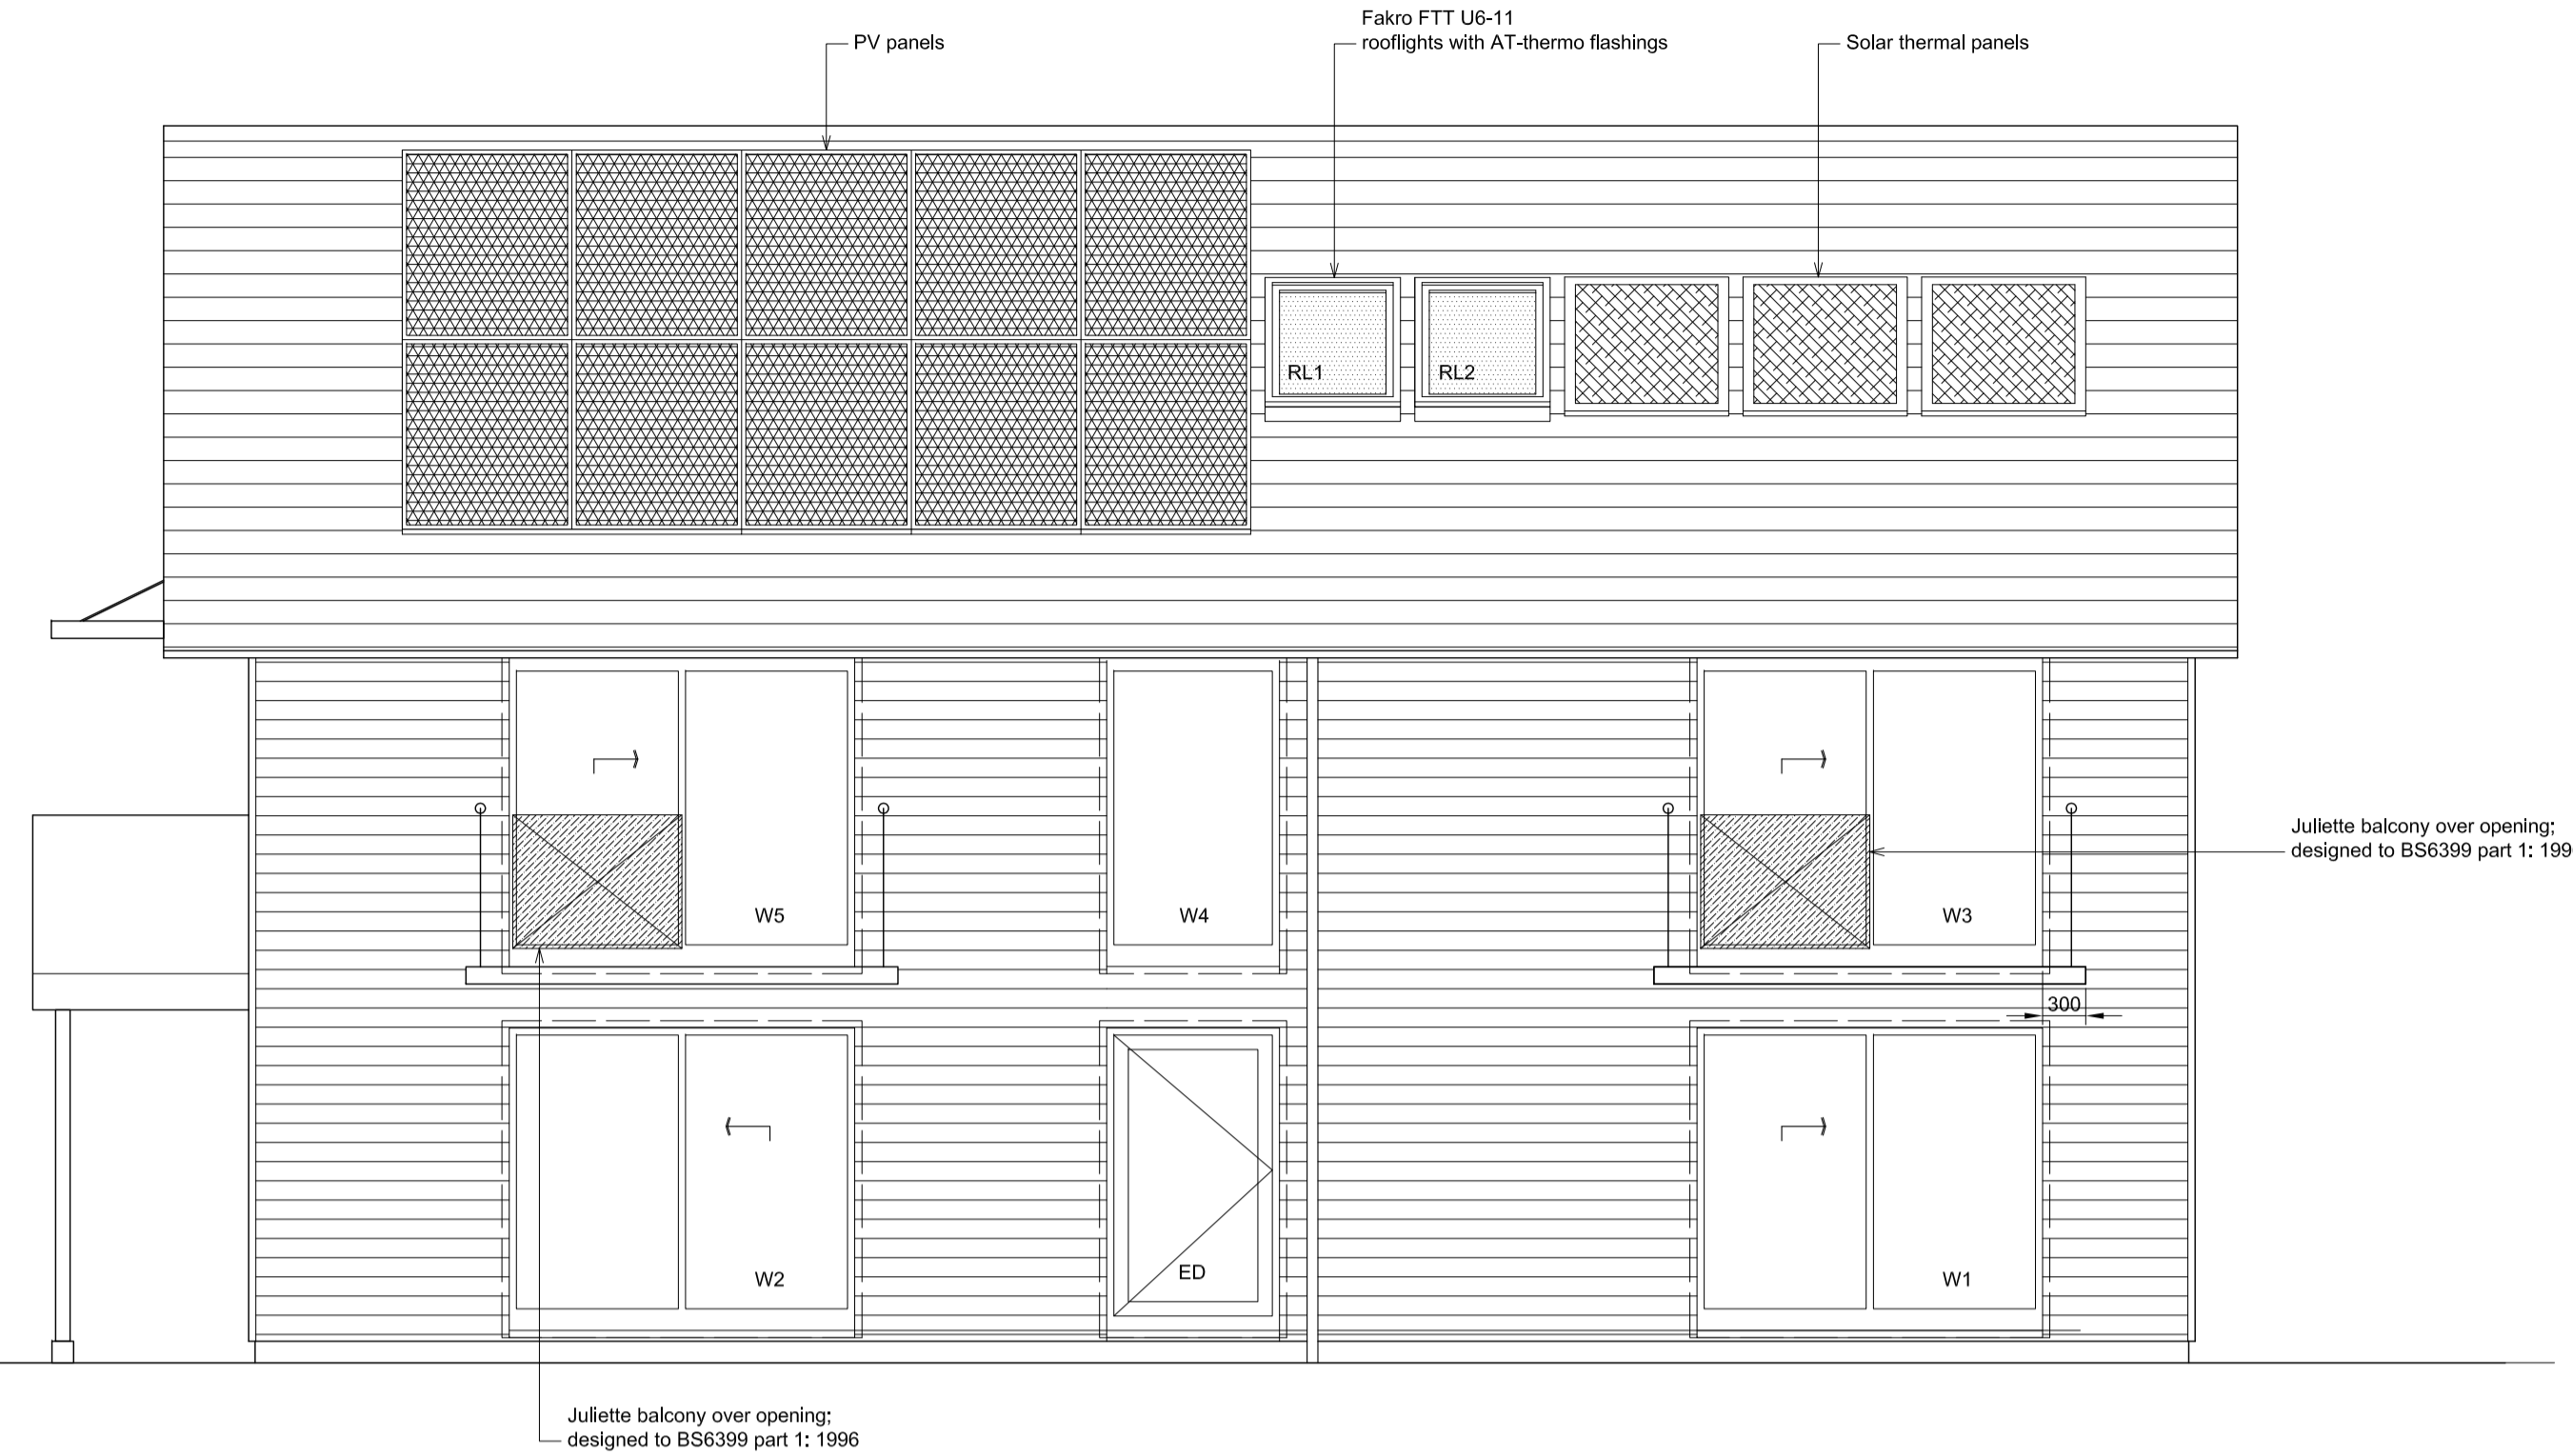 Fakro FTT U6-11
PV panels
rooflights with AT-thermo flashings
Solar thermal panels
RL1
RL2
Juliette balcony over opening;
designed to BS6399 part 1: 199
W5
W4
W3
300
ED
W2
W1
Juliette balcony over opening;
designed to BS6399 part 1: 1996